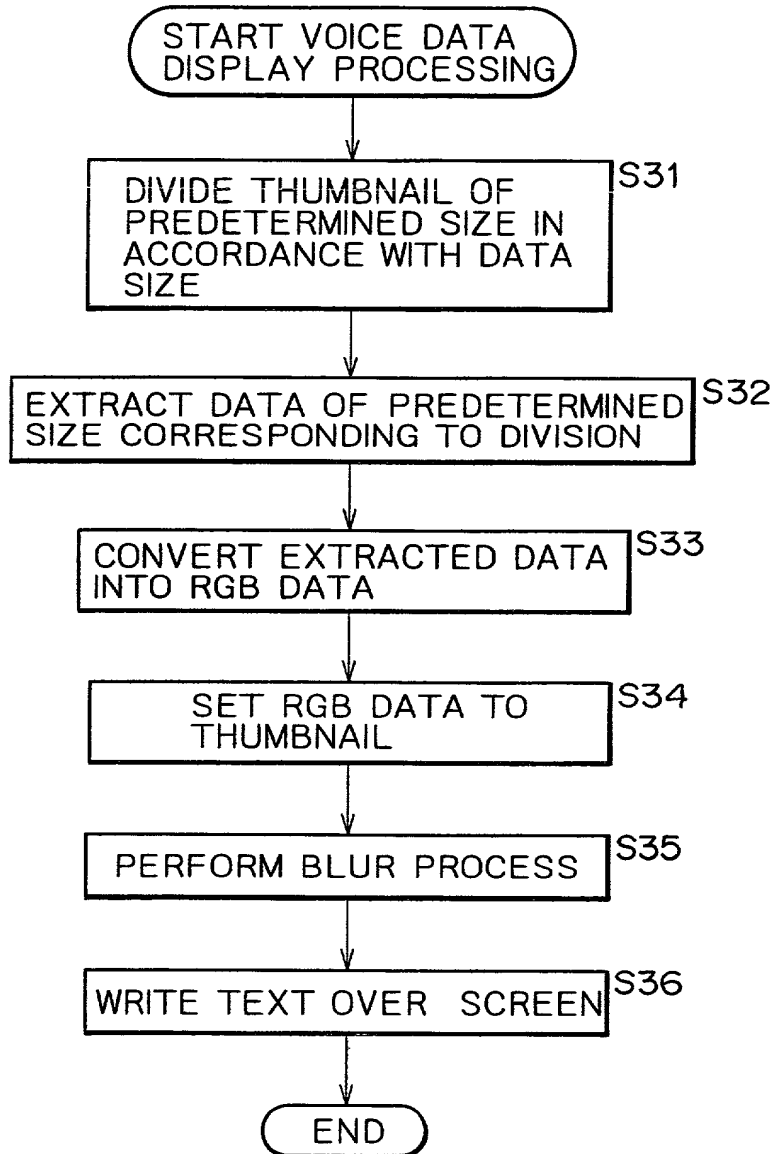 START VOICE DATA
DISPLAY PROCESSING
S31
DIVIDE THUMBNAIL OF
PREDETERMINED SIZE IN
ACCORDANCE WITH DATA
SIZE
S32
EXTRACT DATA OF PREDETERMINED
SIZE CORRESPONDING TO DIVISION
S33
CONVERT EXTRACTED DATA
INTO RGB DATA
S34
SET RGB DATA TO
THUMBNAIL
S35
PERFORM BLUR PROCESS
S36
WRITE TEXT OVER SCREEN
END